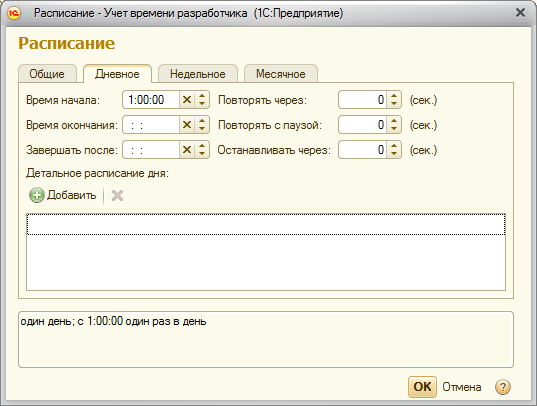 Расписание - Учет времени разработчика (1С:Предприятие)
Расписание
Общие Дневное Недельное Месячное
Время начала: 1:00:00 Повторять через: 0 (сек.)
Время окончания: : : Повторять с паузой: 0 (сек.)
Завершать после: : : Останавливать через: 0 (сек.)
Детальное расписание дня:
Добавить
один день; с 1:00:00 один раз в день
OK Отмена ?